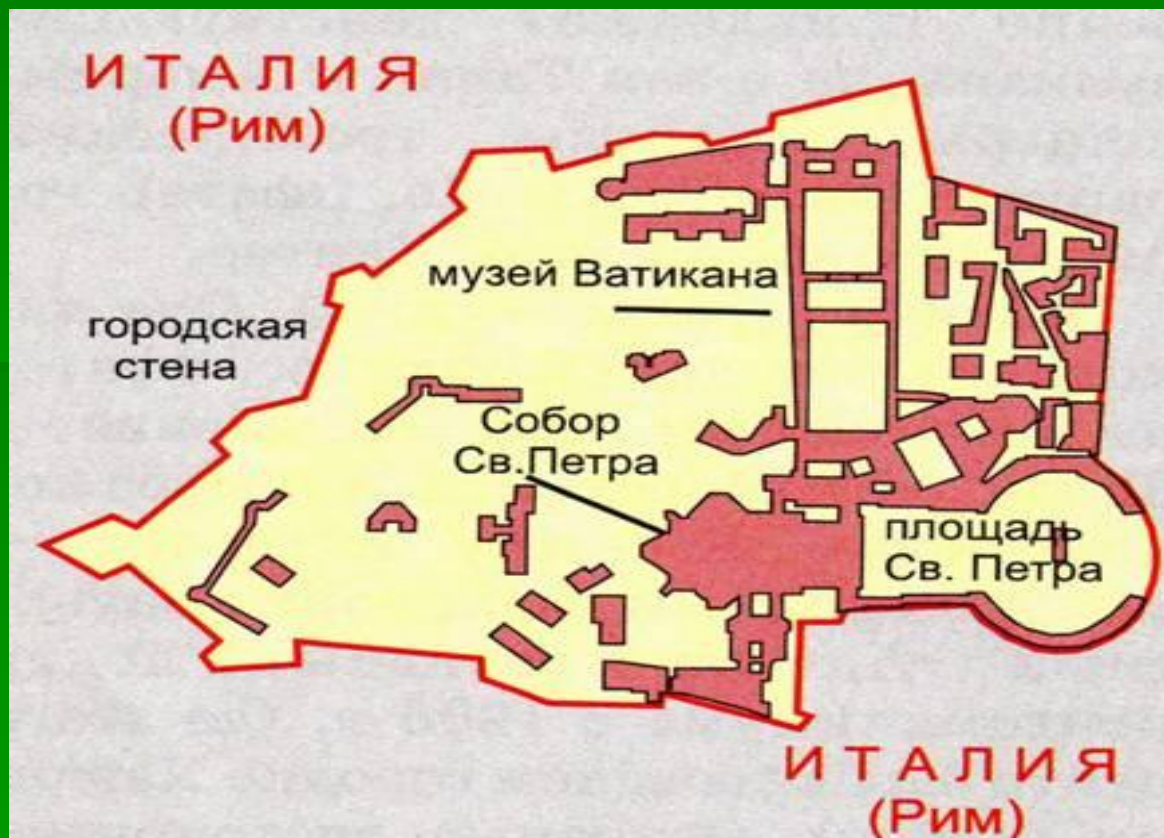 ИТАЛИЯ
(Рим)
музей Ватикана
городская
стена
Собор
Св.Петра
площадь
Св. Петра
ИТАЛИЯ
(Рим)